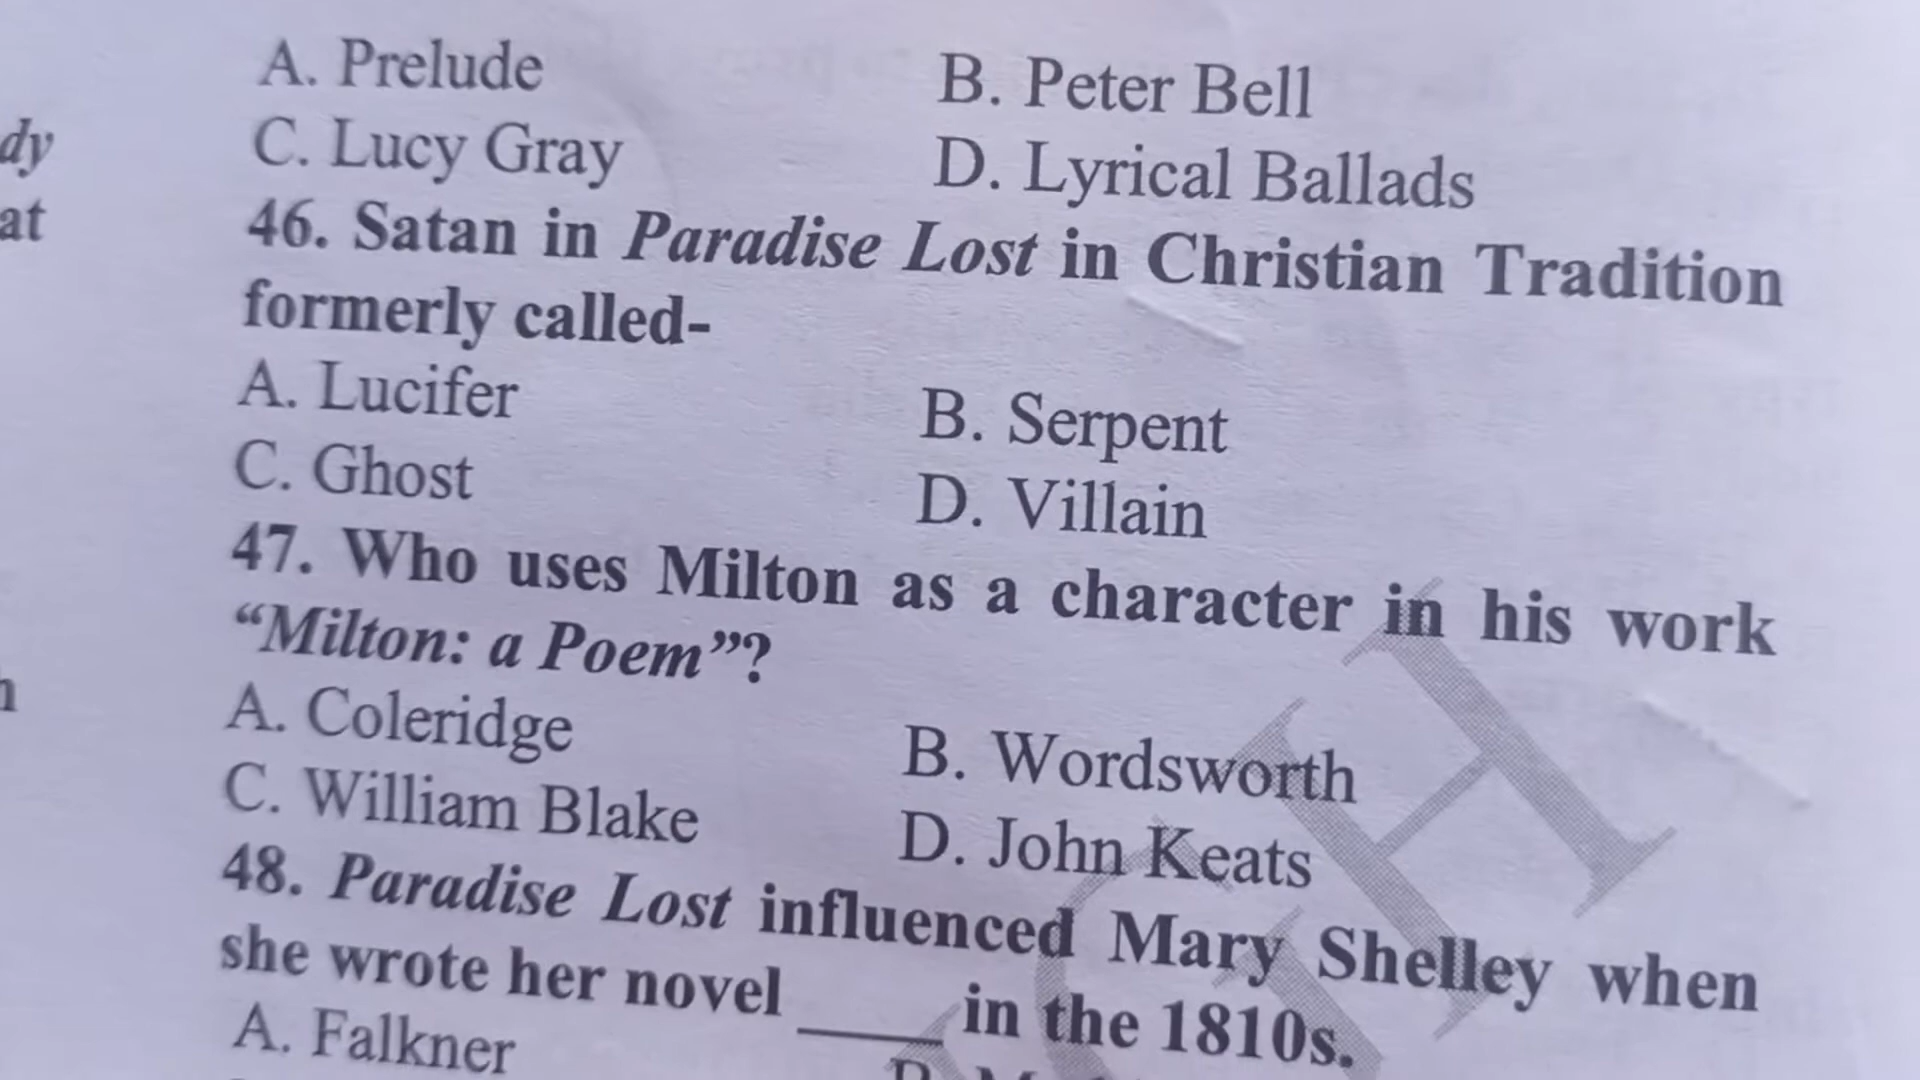 A. Prelude B. Peter Bell
C. Lucy Gray D. Lyrical Ballads
dy
at
46. Satan in Paradise Lost in Christian Tradition
formerly called-
A. Lucifer B. Serpent
C. Ghost D. Villain
47. Who uses Milton as a character in his work
“Milton: a Poem”?
A. Coleridge B. Wordsworth
C. William Blake D. John Keats
48. Paradise Lost influenced Mary Shelley when
she wrote her novel ____ in the 1810s.
A. Falkner